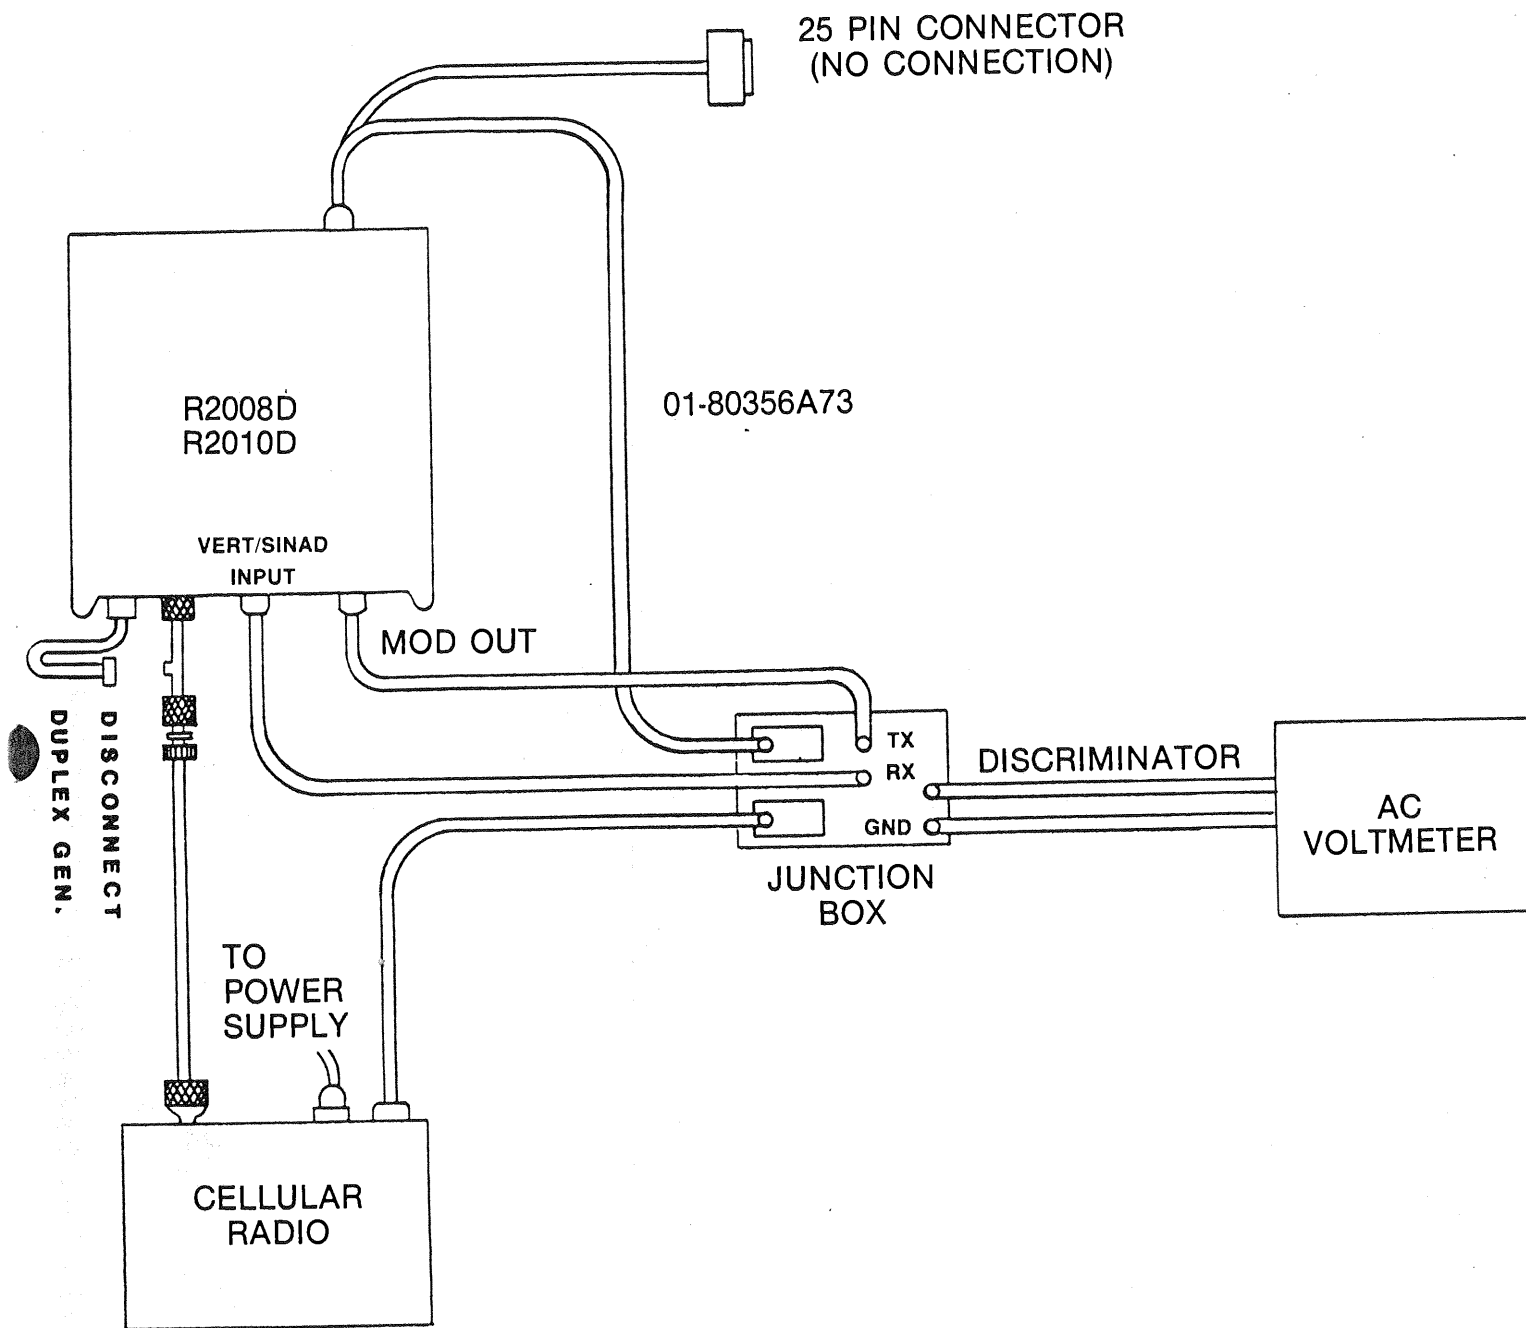 25 PIN CONNECTOR
(NO CONNECTION)
R2008D
R2010D
01-80356A73
VERT/SINAD
INPUT
MOD OUT
DISCONNECT
DUPLEX GEN.
TX
RX
GND
DISCRIMINATOR
AC
VOLTMETER
JUNCTION
BOX
TO
POWER
SUPPLY
CELLULAR
RADIO